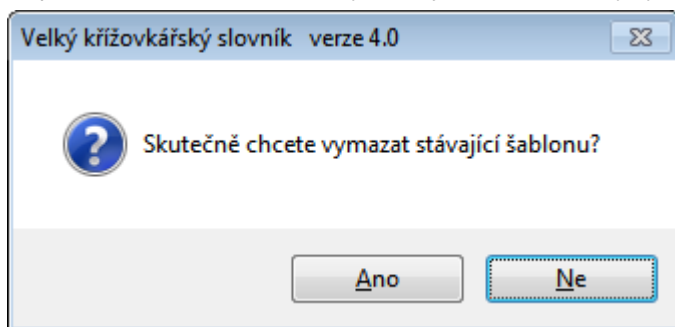 Velký křížovkářský slovník verze 4.0
Skutečně chcete vymazat stávající šablonu?
Ano
Ne